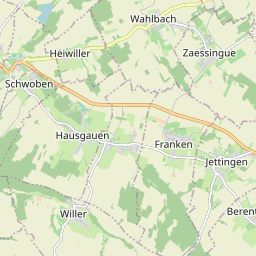 Wahlbach
Heiwiller
Zaessingue
Schwoben
Hausgauen
Franken
Jettingen
Willer
Berent